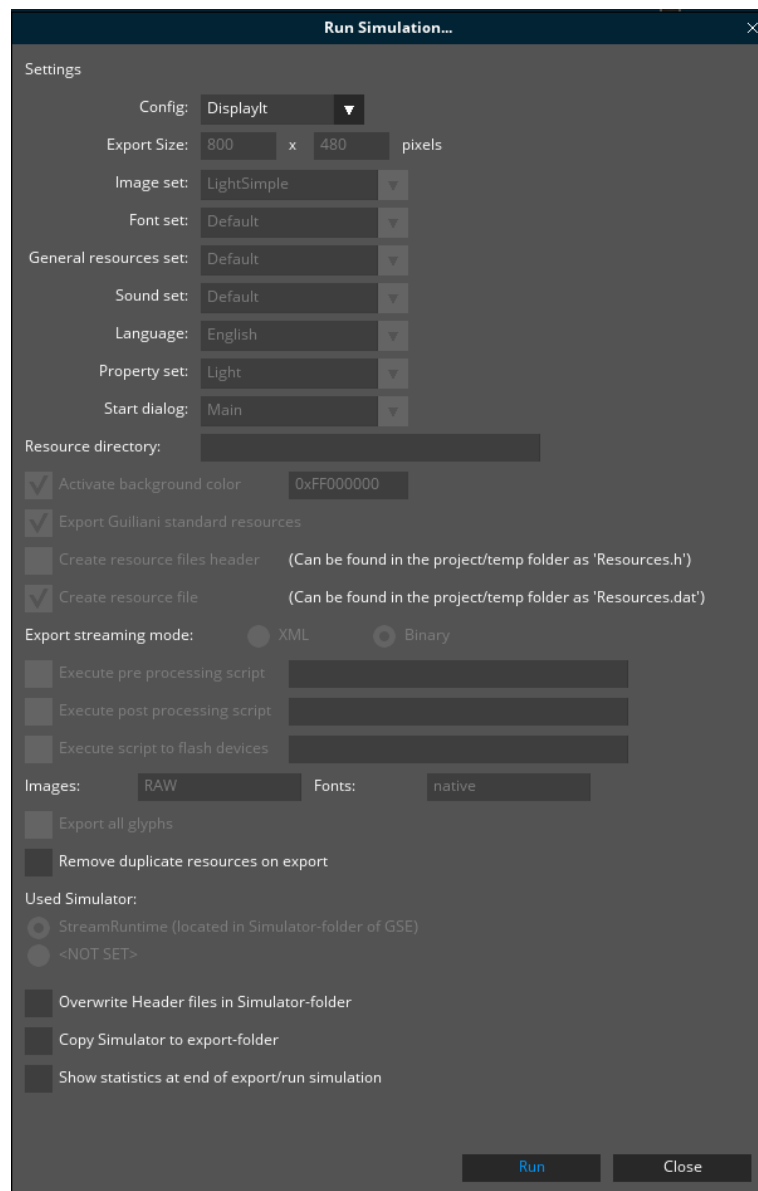 Run Simulation...
Settings
Config: DisplayIt
Export Size: 800 x 480 pixels
Image set: LightSimple
Font set: Default
General resources set: Default
Sound set: Default
Language: English
Property set: Light
Start dialog: Main
Resource directory:
Activate background color 0xFF000000
Export Guiliani standard resources
Create resource files header (Can be found in the project/temp folder as 'Resources.h')
Create resource file (Can be found in the project/temp folder as 'Resources.dat')
Export streaming mode: XML Binary
Execute pre processing script
Execute post processing script
Execute script to flash devices
Images: RAW Fonts: native
Export all glyphs
Remove duplicate resources on export
Used Simulator:
StreamRuntime (located in Simulator-folder of GSE)
<NOT SET>
Overwrite Header files in Simulator-folder
Copy Simulator to export-folder
Show statistics at end of export/run simulation
Run Close